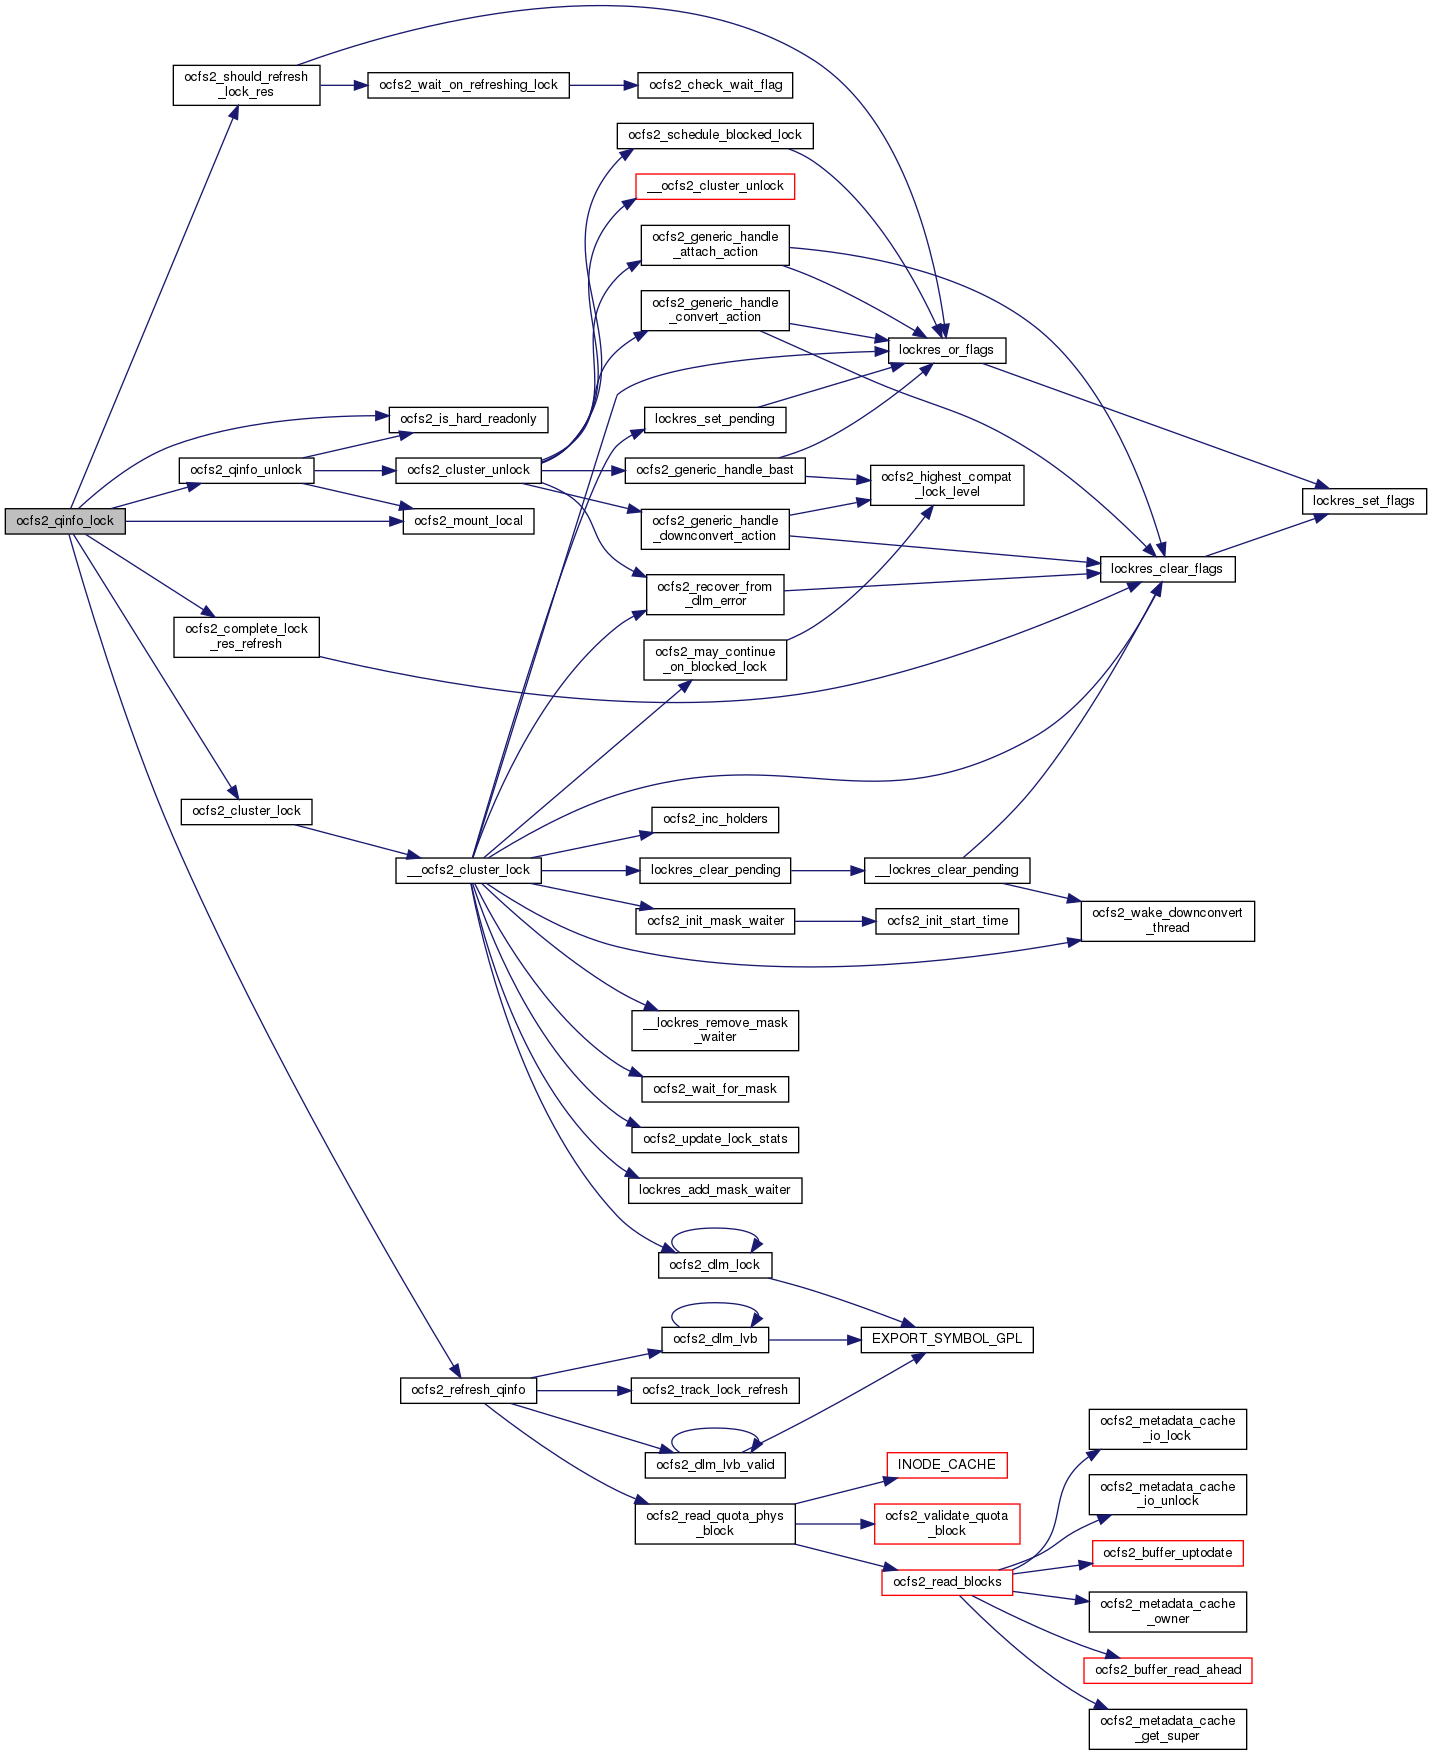 ocfs2_should_refresh
_lock_res
ocfs2_wait_on_refreshing_lock
ocfs2_check_wait_flag
ocfs2_schedule_blocked_lock
__ocfs2_cluster_unlock
ocfs2_generic_handle
_attach_action
ocfs2_generic_handle
_convert_action
lockres_or_flags
lockres_set_pending
ocfs2_is_hard_readonly
ocfs2_qinfo_unlock
ocfs2_cluster_unlock
ocfs2_generic_handle_bast
ocfs2_highest_compat
_lock_level
lockres_set_flags
ocfs2_qinfo_lock
ocfs2_mount_local
ocfs2_generic_handle
_downconvert_action
lockres_clear_flags
ocfs2_recover_from
_dlm_error
ocfs2_complete_lock
_res_refresh
ocfs2_may_continue
_on_blocked_lock
ocfs2_cluster_lock
ocfs2_inc_holders
__ocfs2_cluster_lock
lockres_clear_pending
__lockres_clear_pending
ocfs2_init_mask_waiter
ocfs2_init_start_time
ocfs2_wake_downconvert
_thread
__lockres_remove_mask
_waiter
ocfs2_wait_for_mask
ocfs2_update_lock_stats
lockres_add_mask_waiter
ocfs2_dlm_lock
ocfs2_dlm_lvb
EXPORT_SYMBOL_GPL
ocfs2_refresh_qinfo
ocfs2_track_lock_refresh
ocfs2_dlm_lvb_valid
ocfs2_metadata_cache
_io_lock
INODE_CACHE
ocfs2_metadata_cache
_io_unlock
ocfs2_read_quota_phys
_block
ocfs2_validate_quota
_block
ocfs2_buffer_uptodate
ocfs2_read_blocks
ocfs2_metadata_cache
_owner
ocfs2_buffer_read_ahead
ocfs2_metadata_cache
_get_super